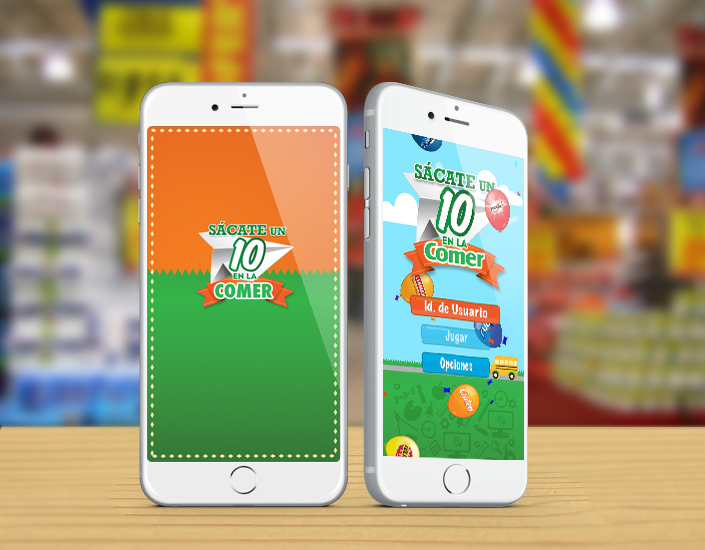 SÁCATE UN
10
EN LA
COMER
SÁCATE UN
10
EN LA
Comer
Id. de Usuario
Jugar
Opciones